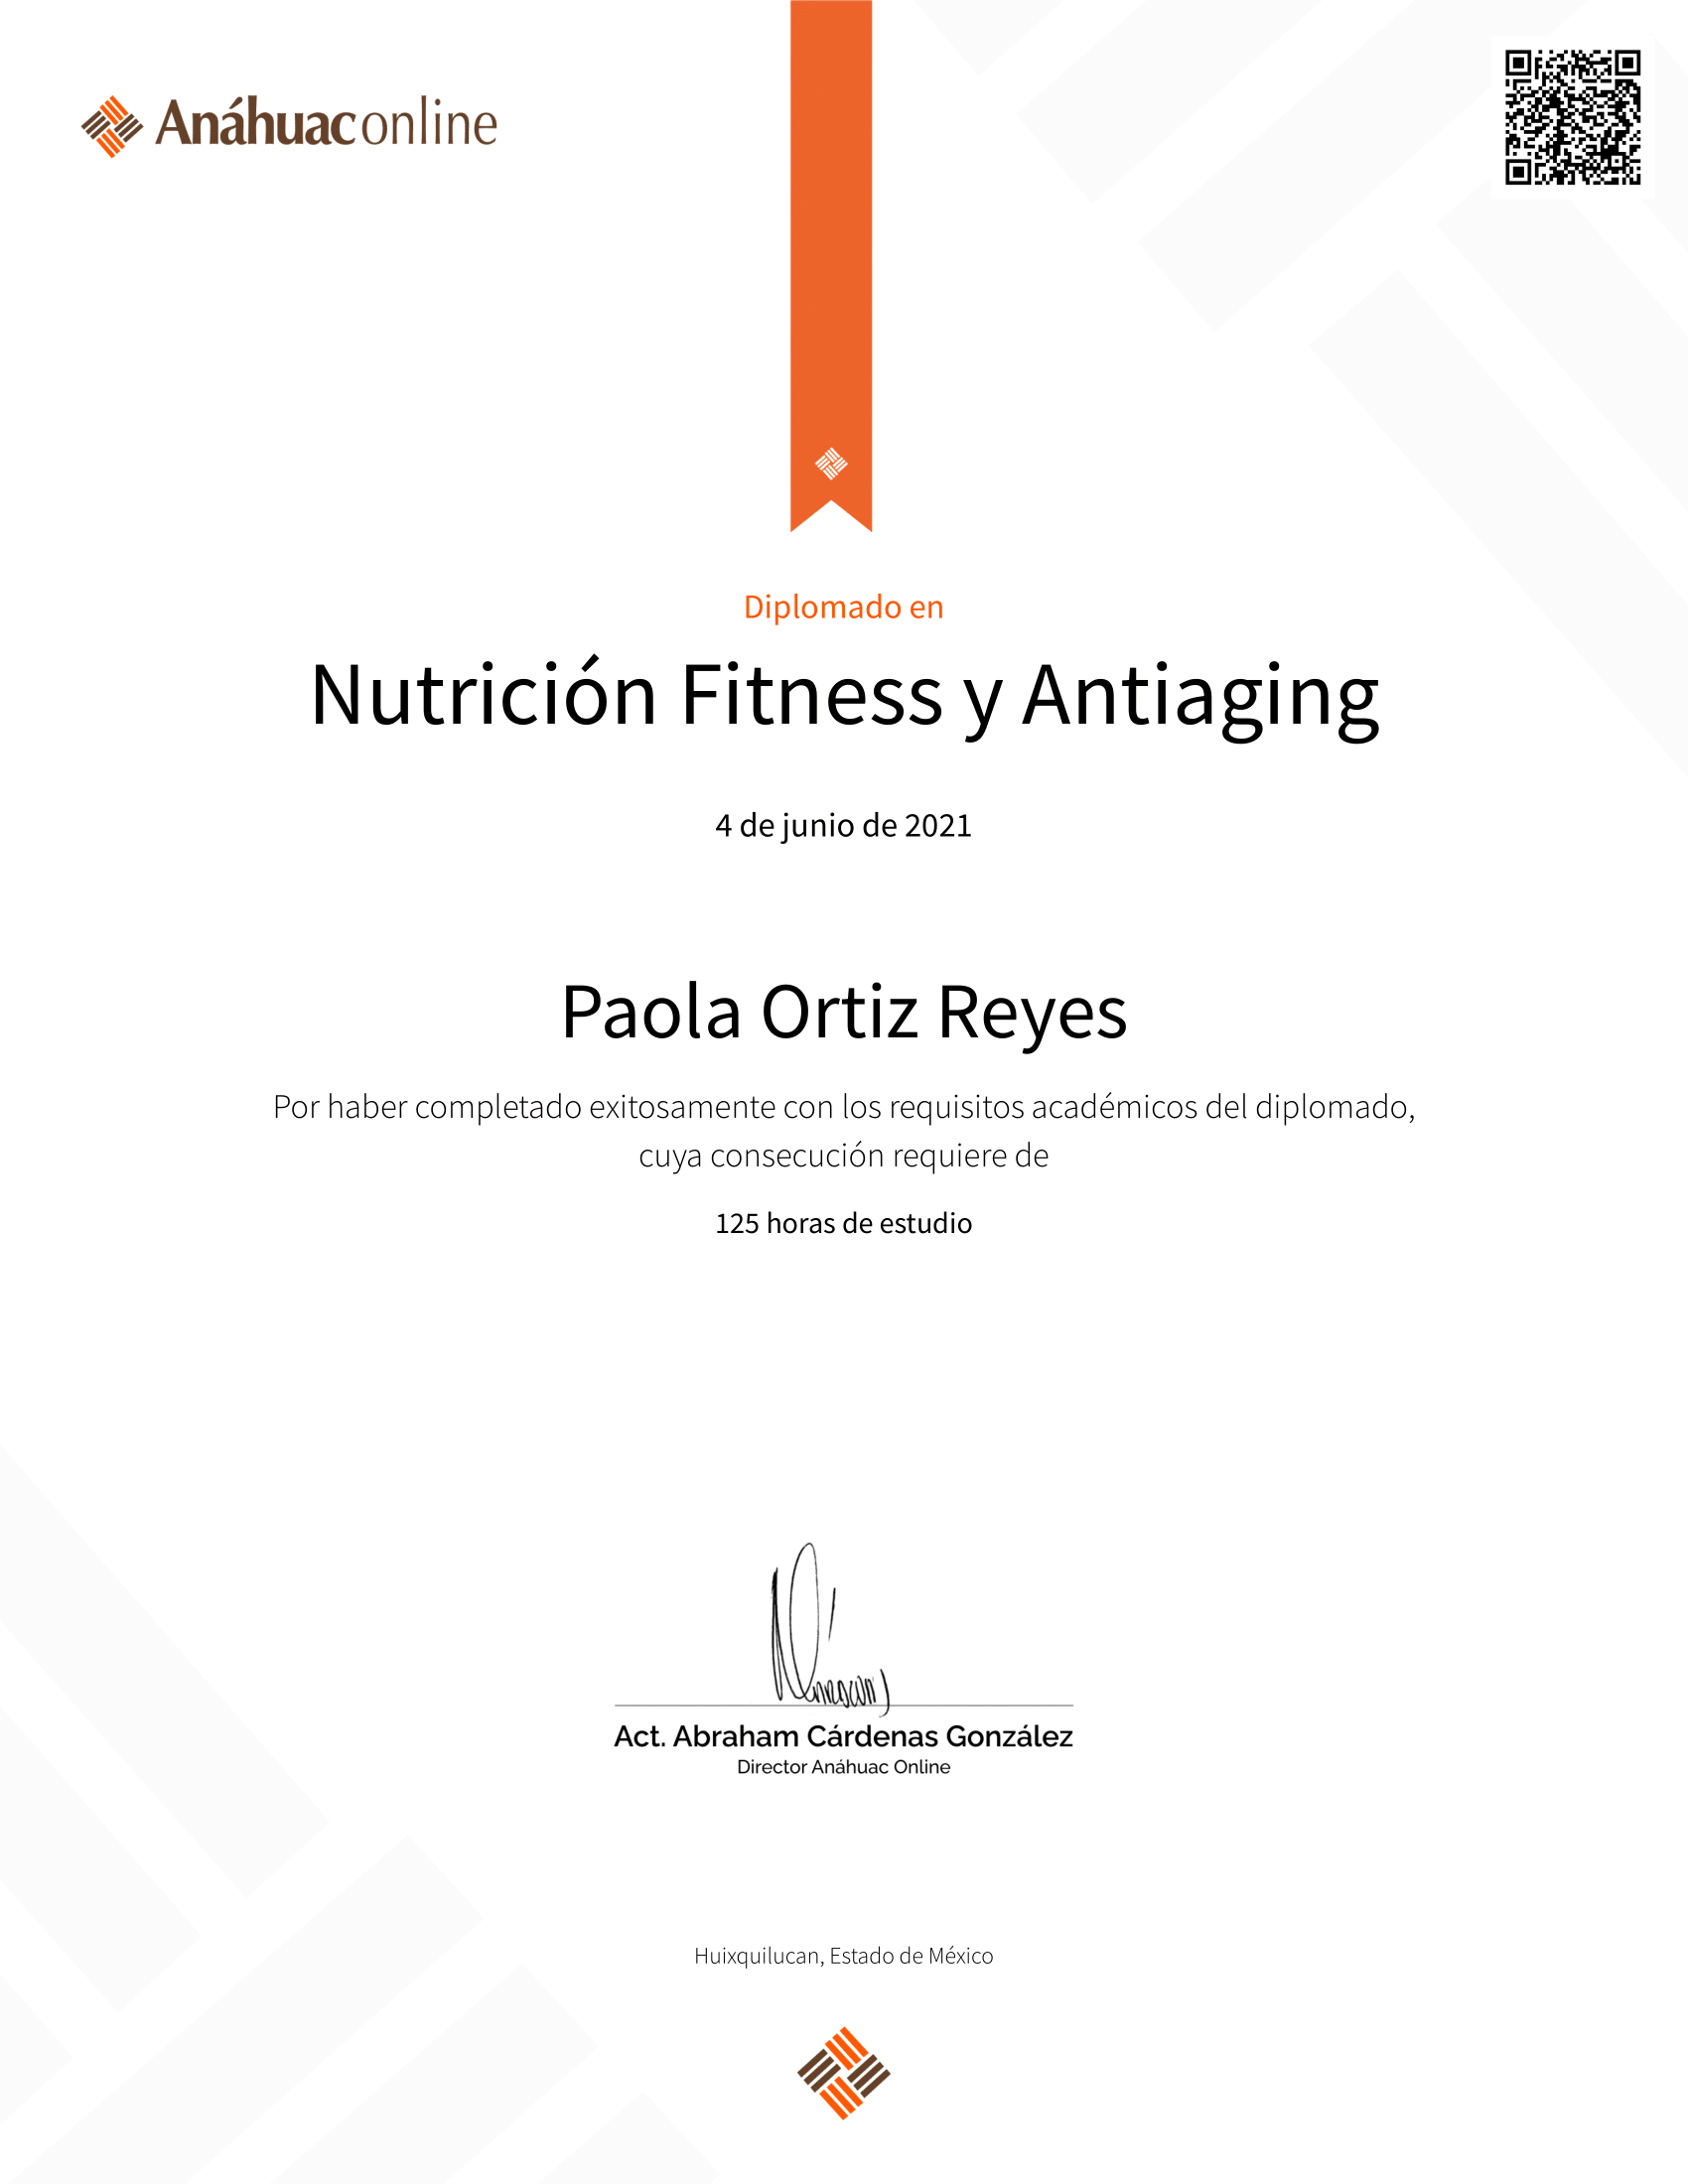 Anáhuac online
Diplomado en
Nutrición Fitness y Antiaging
4 de junio de 2021
Paola Ortiz Reyes
Por haber completado exitosamente con los requisitos académicos del diplomado,
cuya consecución requiere de
125 horas de estudio
Act. Abraham Cárdenas González
Director Anáhuac Online
Huixquilucan, Estado de México